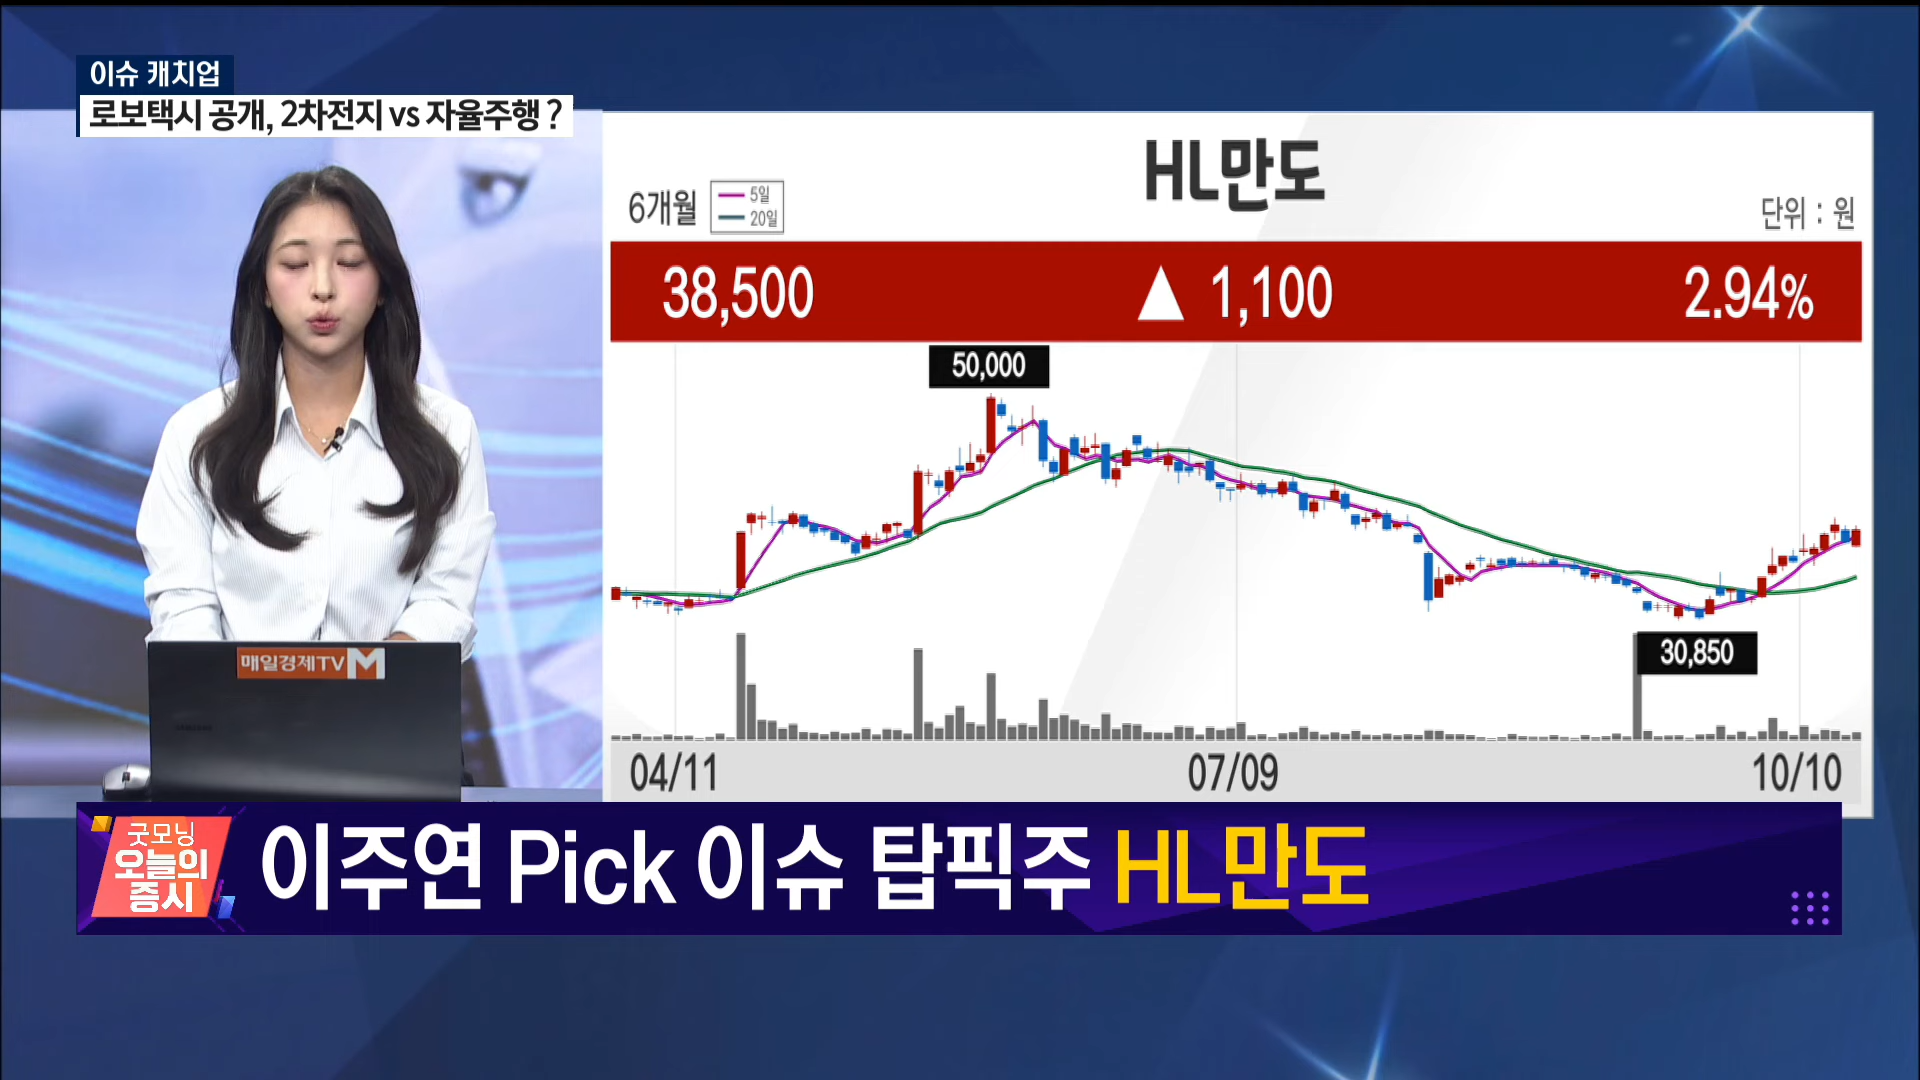 이슈 캐치업
로보택시 공개, 2차전지 vs 자율주행?
HL만도
6개월
5일
20일
단위 : 원
38,500 ▲ 1,100 2.94%
50,000
30,850
매일경제TV M
04/11 07/09 10/10
굿모닝
오늘의
증시
이주연 Pick 이슈 탑픽주 HL만도